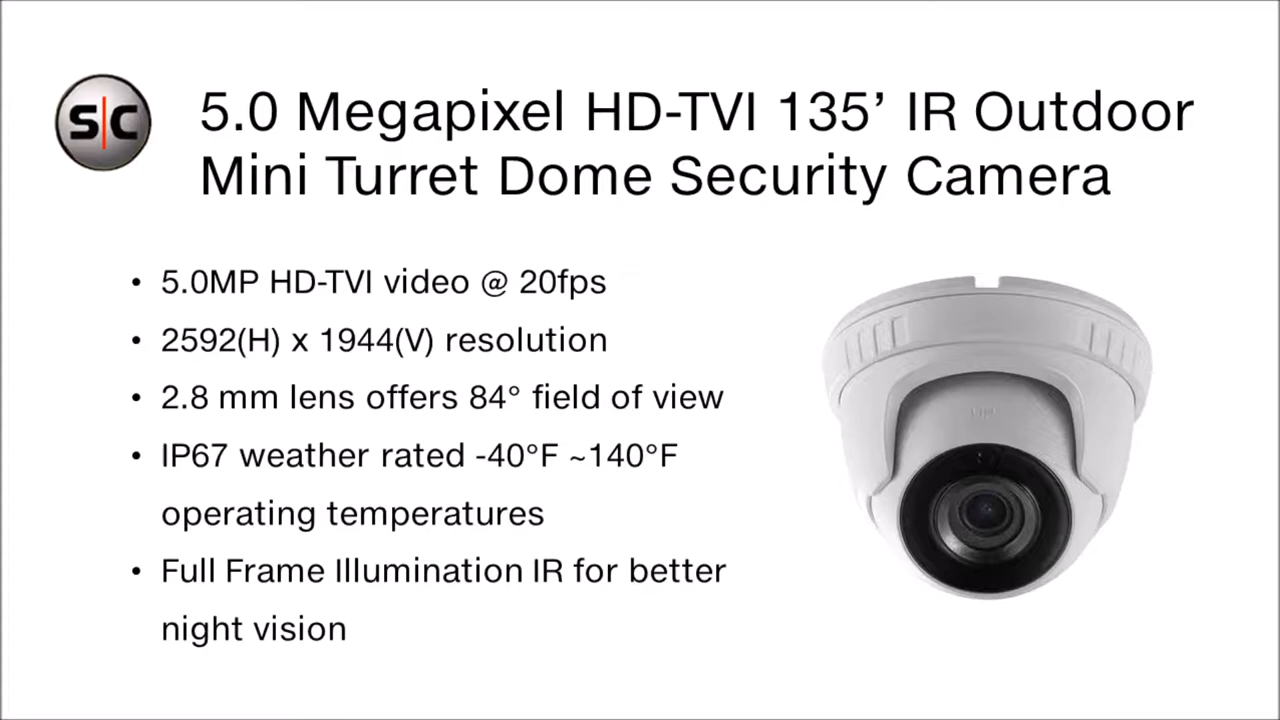 S|C
5.0 Megapixel HD-TVI 135’ IR Outdoor
Mini Turret Dome Security Camera
• 5.0MP HD-TVI video @ 20fps
• 2592(H) x 1944(V) resolution
• 2.8 mm lens offers 84° field of view
• IP67 weather rated -40°F ~140°F
operating temperatures
• Full Frame Illumination IR for better
night vision